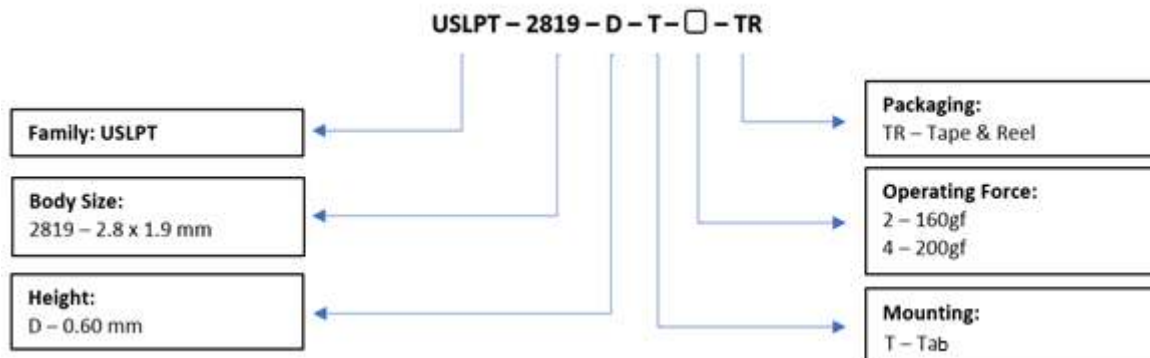 USLPT – 2819 – D – T – – TR
Family: USLPT
Body Size:
2819 – 2.8 x 1.9 mm
Height:
D – 0.60 mm
Packaging:
TR – Tape & Reel
Operating Force:
2 – 160gf
4 – 200gf
Mounting:
T – Tab